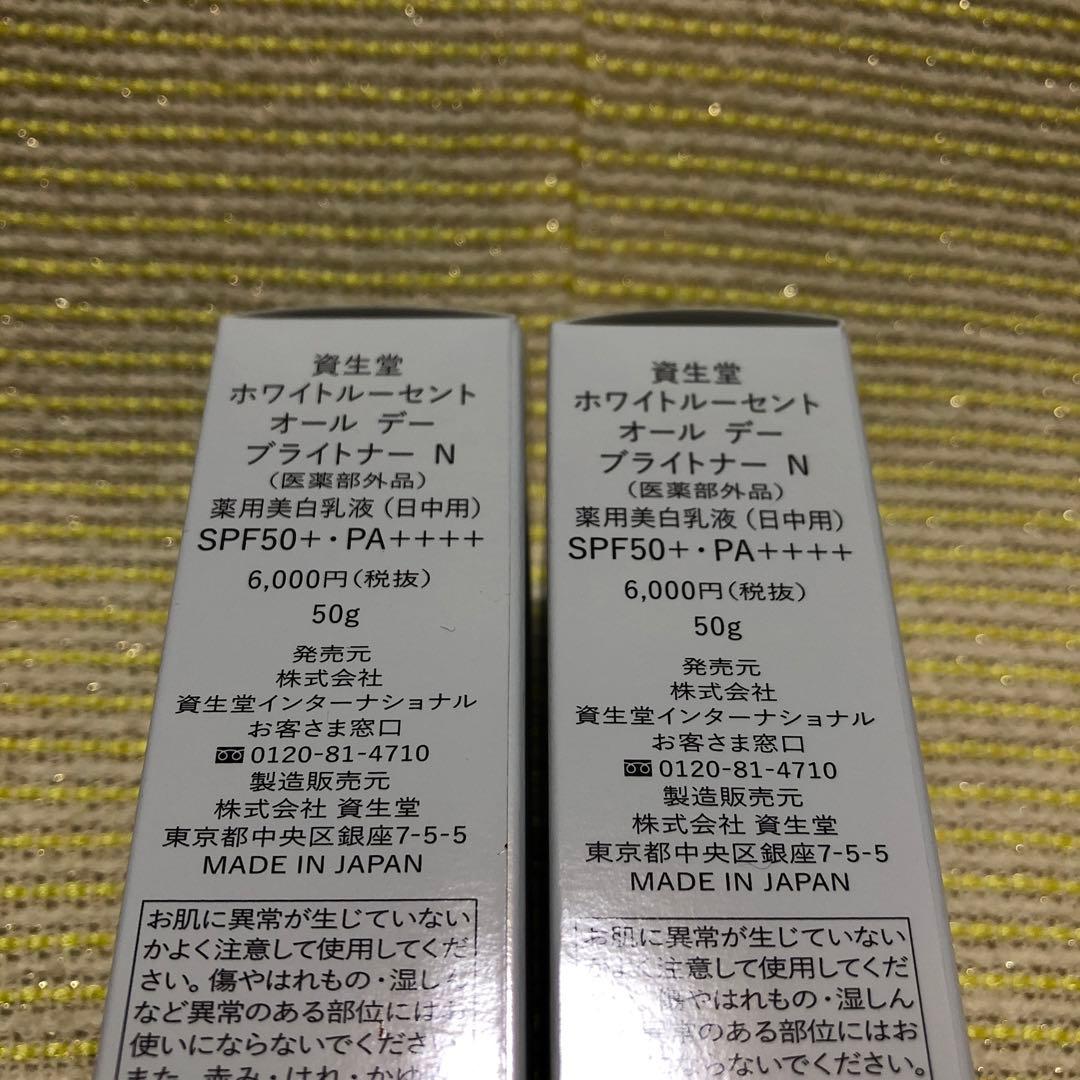 資生堂
ホワイトルーセント
オール デー
ブライトナー N
(医薬部外品)
薬用美白乳液(日中用)
SPF50+・PA++++
6,000円(税抜)
50g
発売元
株式会社
資生堂インターナショナル
お客さま窓口
0120-81-4710
製造販売元
株式会社 資生堂
東京都中央区銀座7-5-5
MADE IN JAPAN
お肌に異常が生じていない
かよく注意して使用してくだ
さい。傷やはれもの・湿しん
など異常のある部位にはお
使いにならないでくださ
また、赤み・はれ・かゆ
資生堂
ホワイトルーセント
オール デー
ブライトナー N
(医薬部外品)
薬用美白乳液(日中用)
SPF50+・PA++++
6,000円(税抜)
50g
発売元
株式会社
資生堂インターナショナル
お客さま窓口
0120-81-4710
製造販売元
株式会社 資生堂
東京都中央区銀座7-5-5
MADE IN JAPAN
お肌に異常が生じていない
かよく注意して使用してくだ
傷やはれもの・湿しん
異常のある部位にはお
らないでください。